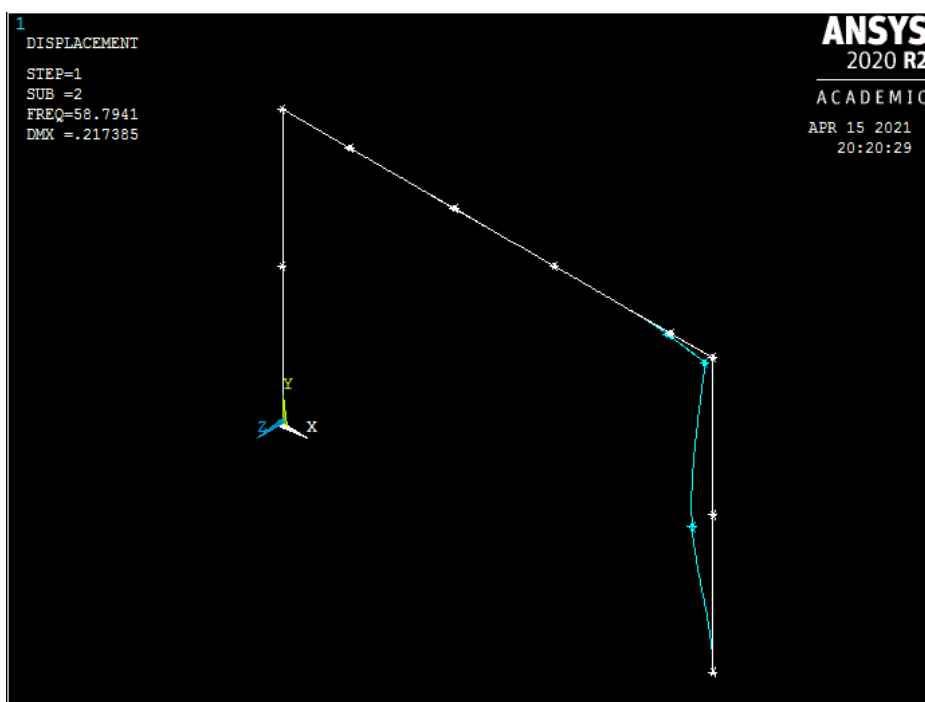 1
DISPLACEMENT
STEP=1
SUB =2
FREQ=58.7941
DMX =.217385
ANSYS
2020 R2
ACADEMIC
APR 15 2021
20:20:29
Y
Z
X